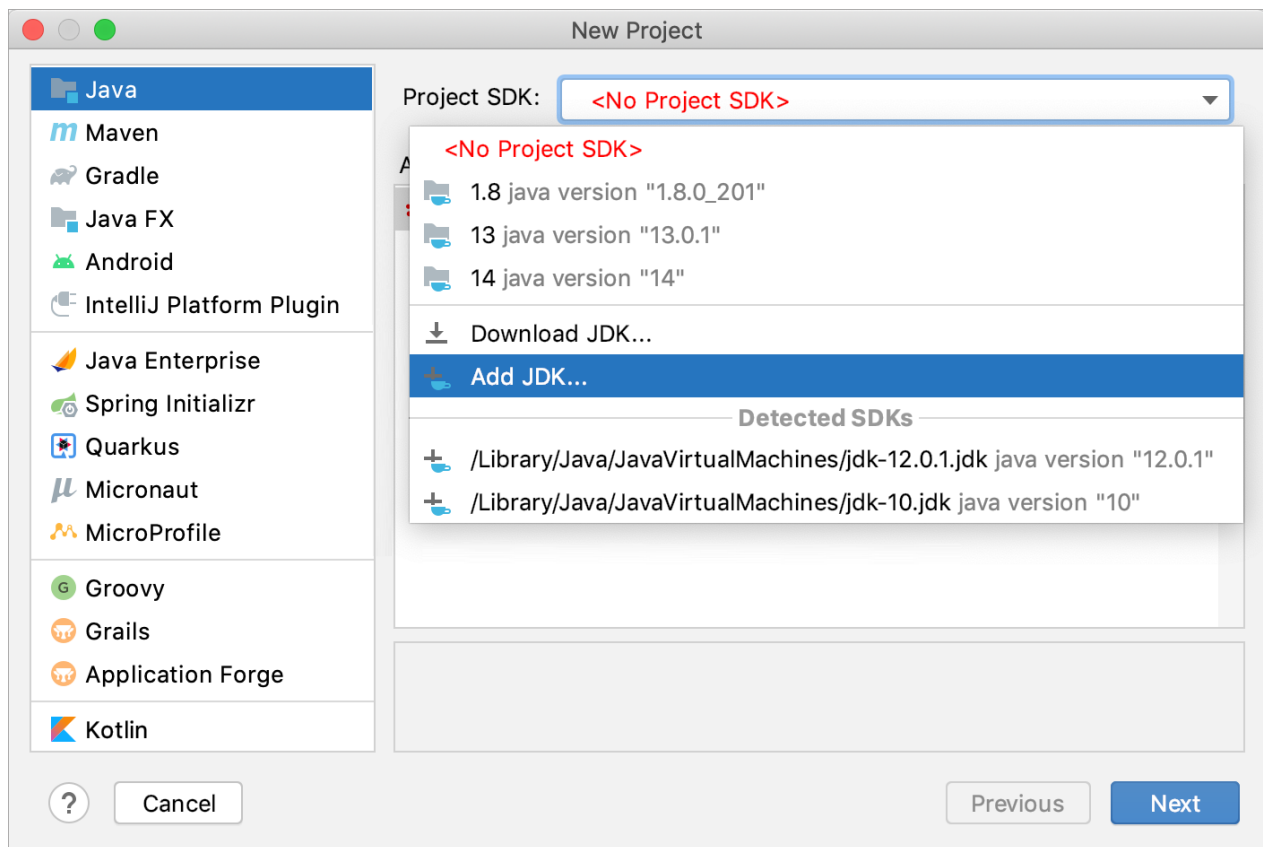 New Project
Java
Maven
Gradle
Java FX
Android
IntelliJ Platform Plugin
Java Enterprise
Spring Initializr
Quarkus
Micronaut
MicroProfile
Groovy
Grails
Application Forge
Kotlin
Project SDK: <No Project SDK>
<No Project SDK>
1.8 java version "1.8.0_201"
13 java version "13.0.1"
14 java version "14"
Download JDK...
Add JDK...
Detected SDKs
/Library/Java/JavaVirtualMachines/jdk-12.0.1.jdk java version "12.0.1"
/Library/Java/JavaVirtualMachines/jdk-10.jdk java version "10"
? Cancel Previous Next